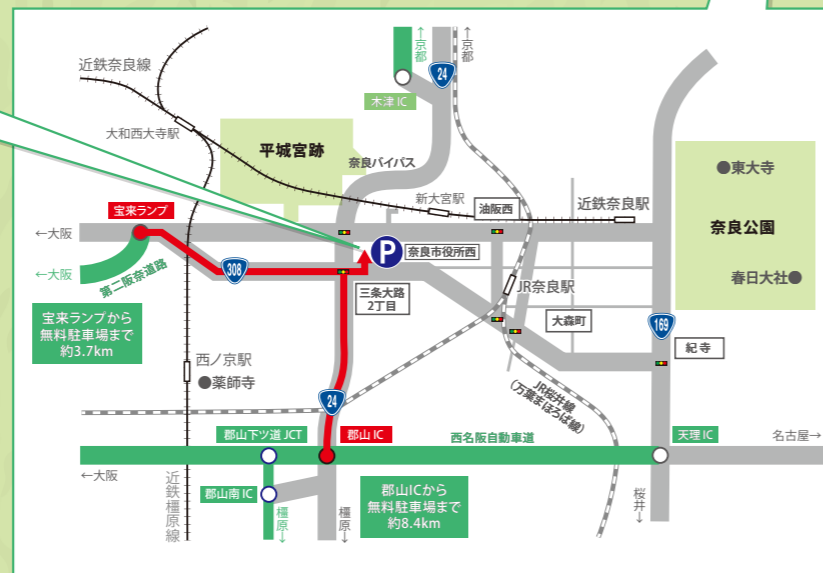 ←京都
←京都
24
近鉄奈良線
木津 IC
大和西大寺駅
平城宮跡
奈良バイパス
●東大寺
新大宮駅
油阪西
近鉄奈良駅
宝来ランプ
奈良公園
←大阪
P
奈良市役所西
←大阪
第二阪奈道路
308
春日大社●
三条大路
2丁目
JR奈良駅
宝来ランプから
無料駐車場まで
約3.7km
大森町
169
紀寺
西ノ京駅
●薬師寺
24
JR桜井線
(万葉まほろば線)
郡山下ツ道 JCT
郡山 IC
西名阪自動車道
天理 IC
名古屋→
←大阪
近鉄橿原線
郡山南 IC
郡山ICから
無料駐車場まで
約8.4km
橿原→
橿原→
桜井→